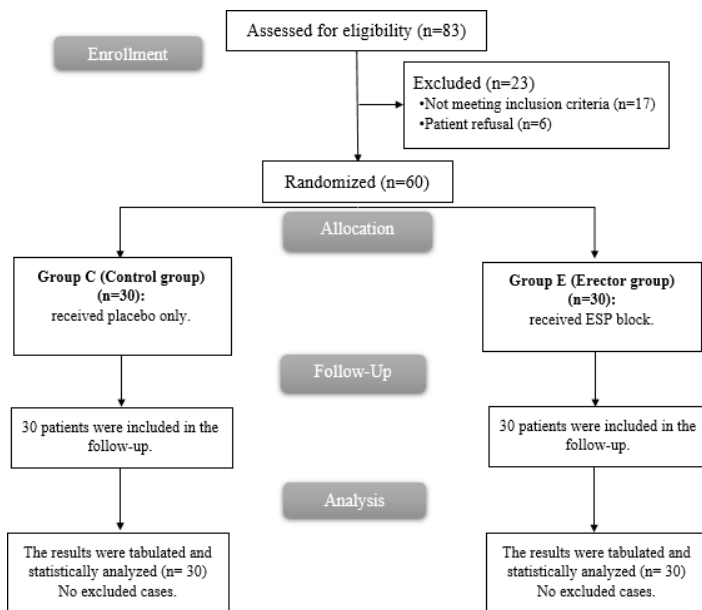 Assessed for eligibility (n=83)
Enrollment
Excluded (n=23)
•Not meeting inclusion criteria (n=17)
•Patient refusal (n=6)
Randomized (n=60)
Allocation
Group C (Control group)
(n=30):
received placebo only.
Group E (Erector group)
(n=30):
received ESP block.
Follow-Up
30 patients were included in the
follow-up.
30 patients were included in the
follow-up.
Analysis
The results were tabulated and
statistically analyzed (n= 30)
No excluded cases.
The results were tabulated and
statistically analyzed (n= 30)
No excluded cases.